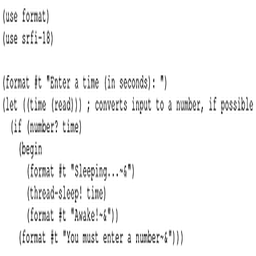 (use format)
(use srfi-18)
(format #t "Enter a time (in seconds): ")
(let ((time (read))) ; converts input to a number, if possible
(if (number? time)
(begin
(format #t "Sleeping...~&")
(thread-sleep! time)
(format #t "Awake!~&"))
(format #t "You must enter a number~&")))